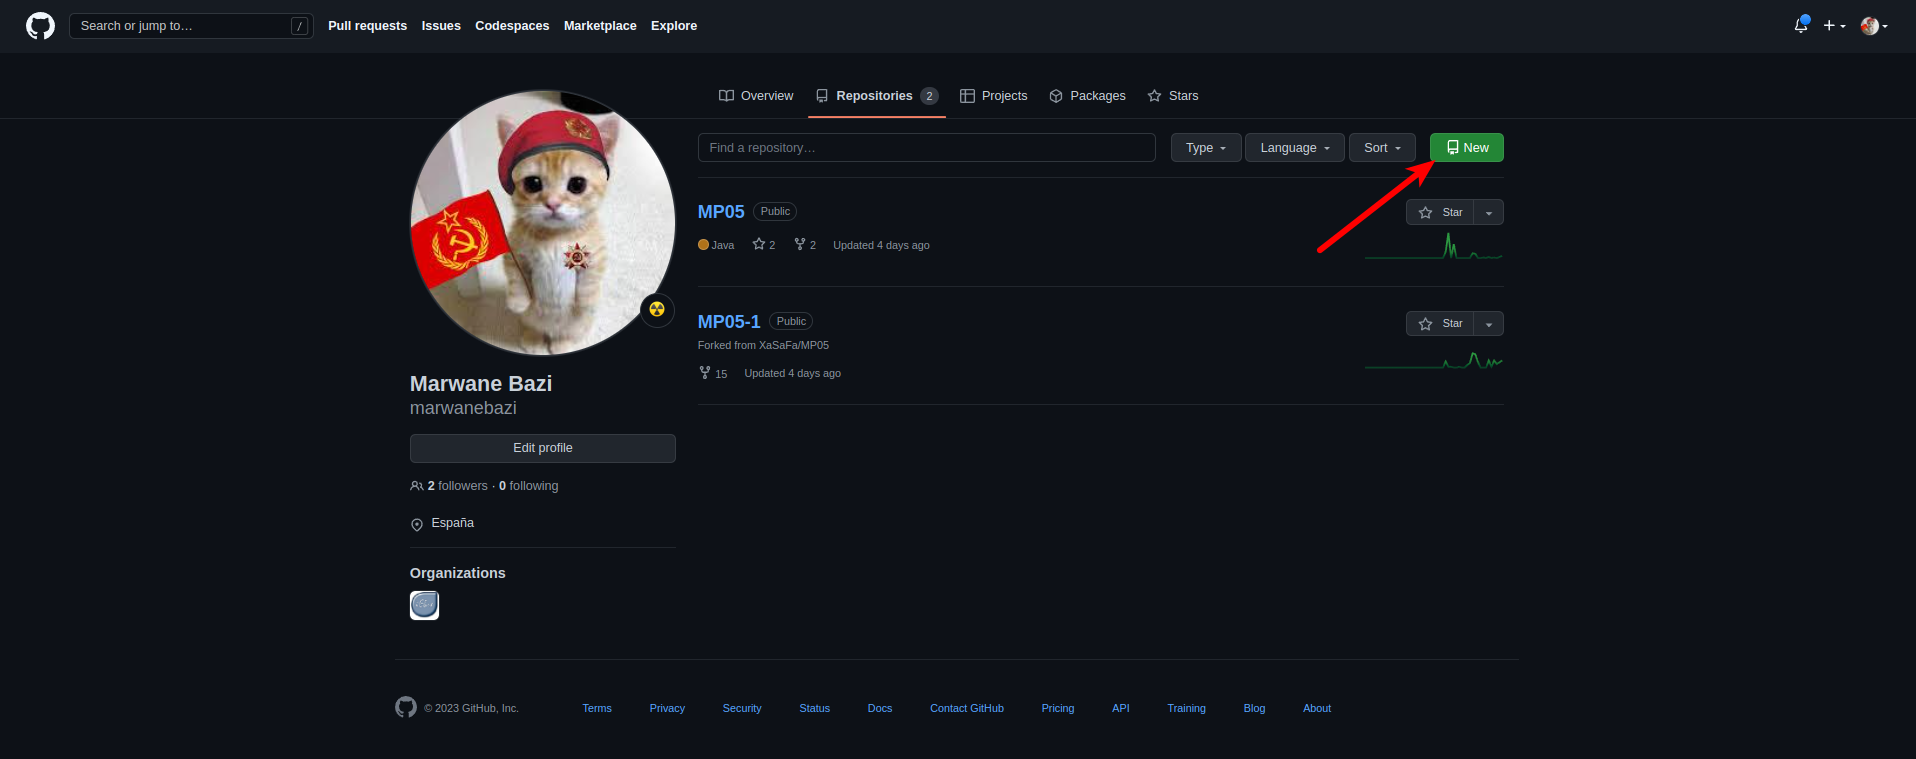 Search or jump to…
/
Pull requests Issues Codespaces Marketplace Explore
Overview Repositories 2 Projects Packages Stars
Find a repository…
Type Language Sort New
MP05 Public
Star
Java 2 2 Updated 4 days ago
MP05-1 Public
Star
Forked from XaSaFa/MP05
15 Updated 4 days ago
Marwane Bazi
marwanebazi
Edit profile
2 followers · 0 following
España
Organizations
© 2023 GitHub, Inc. Terms Privacy Security Status Docs Contact GitHub Pricing API Training Blog About